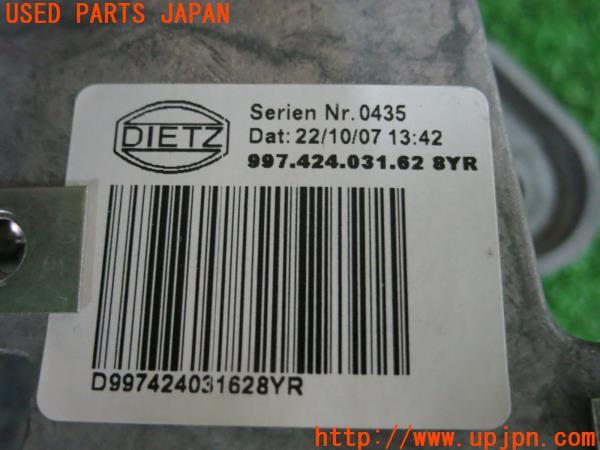 USED PARTS JAPAN
DIETZ
Serien Nr. 0435
Dat: 22/10/07 13:42
997.424.031.62 8YR
D997424031628YR
UP
http://www.upjpn.com/